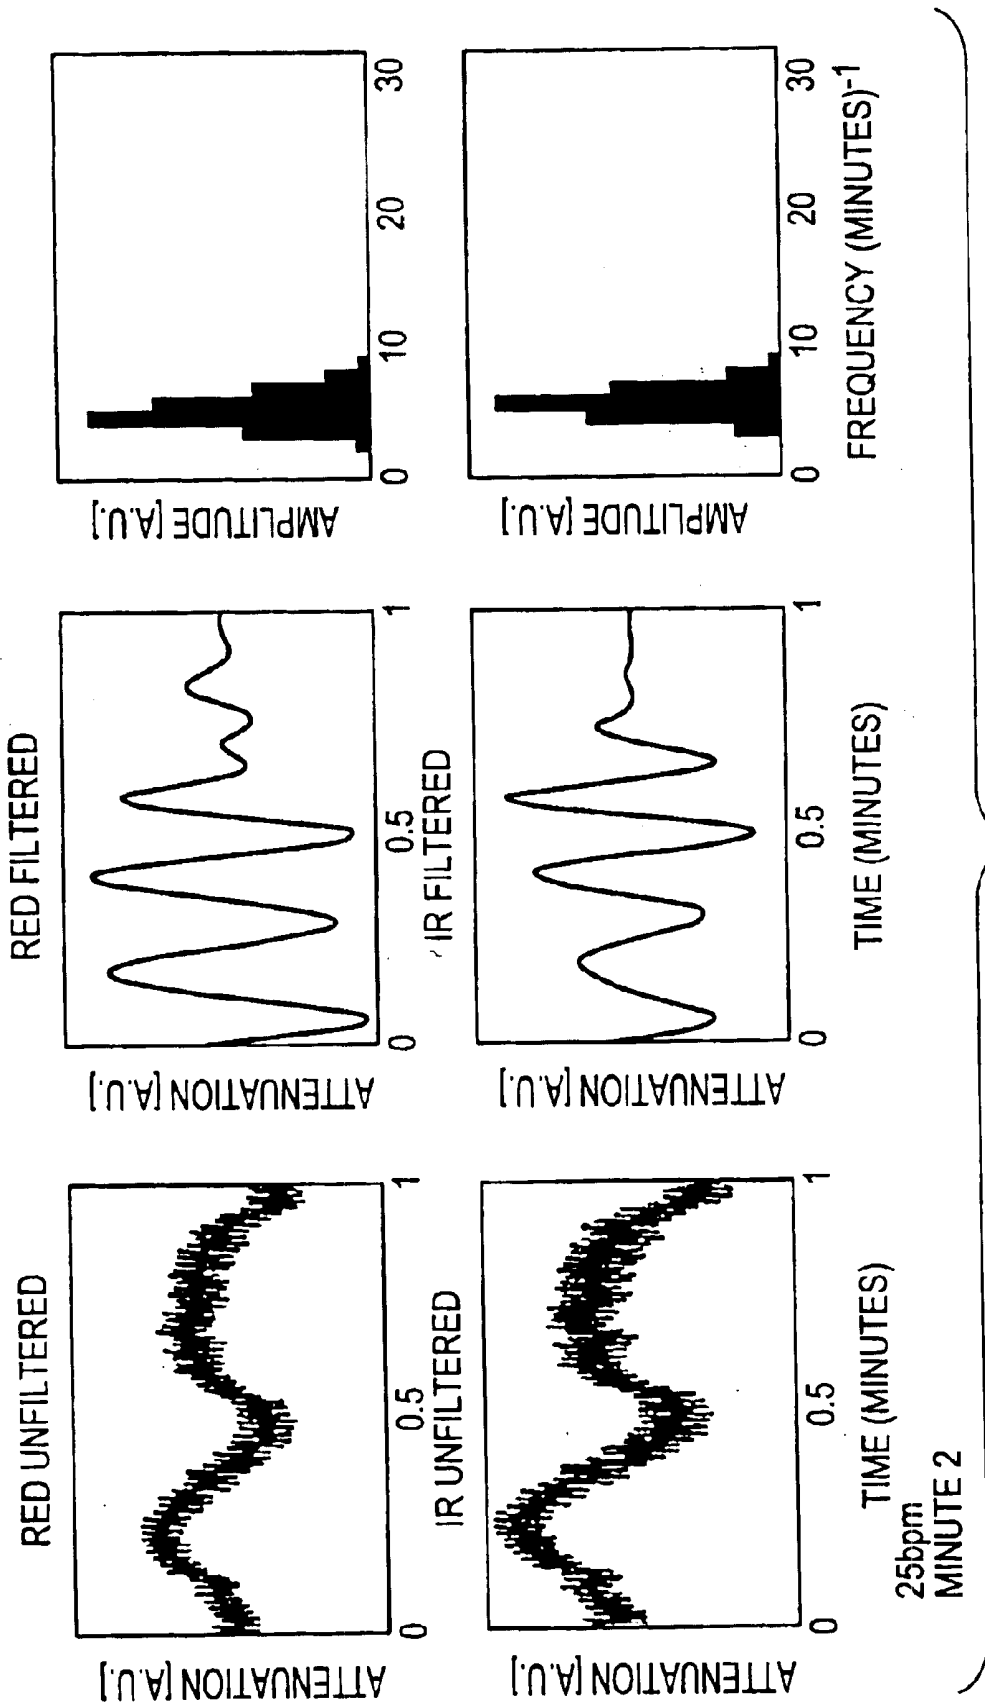 RED UNFILTERED
RED FILTERED
ATTENUATION [A.U.]
0
0.5
1
ATTENUATION [A.U.]
0
0.5
1
AMPLITUDE [A.U.]
0
10
20
30
IR UNFILTERED
IR FILTERED
ATTENUATION [A.U.]
0
0.5
1
ATTENUATION [A.U.]
0
0.5
1
AMPLITUDE [A.U.]
0
10
20
30
TIME (MINUTES)
TIME (MINUTES)
FREQUENCY (MINUTES)-1
25bpm
MINUTE 2